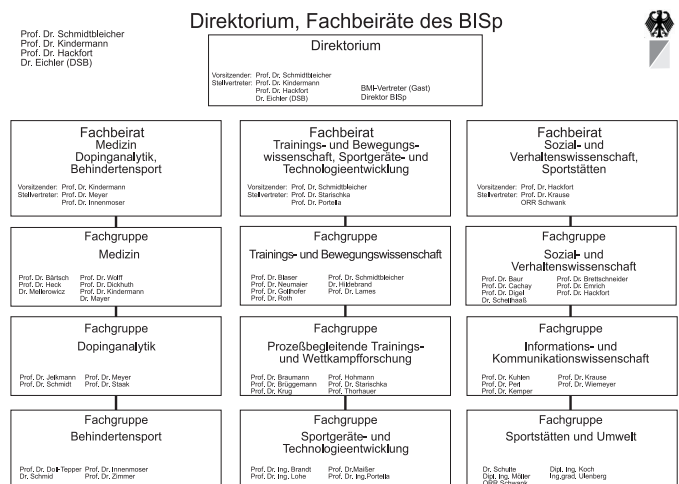 Direktorium, Fachbeiräte des BISp
Prof. Dr. Schmidtbleicher
Prof. Dr. Kindermann
Prof. Dr. Hackfort
Dr. Eichler (DSB)
Direktorium
Vorsitzender: Prof. Dr. Schmidtbleicher
Stellvertreter: Prof. Dr. Kindermann
Prof. Dr. Hackfort
Dr. Eichler (DSB)
BMI-Vertreter (Gast)
Direktor BISp
Fachbeirat
Medizin
Dopinganalytik,
Behindertensport
Vorsitzender: Prof. Dr. Kindermann
Stellvertreter: Prof. Dr. Meyer
Prof. Dr. Innenmoser
Fachbeirat
Trainings- und Bewegungs-
wissenschaft, Sportgeräte- und
Technologieentwicklung
Vorsitzender: Prof. Dr. Schmidtbleicher
Stellvertreter: Prof. Dr. Starischka
Prof. Dr. Portella
Fachbeirat
Sozial- und
Verhaltenswissenschaft,
Sportstätten
Vorsitzender: Prof. Dr. Hackfort
Stellvertreter: Prof. Dr. Krause
ORR Schwank
Fachgruppe
Medizin
Prof. Dr. Bärtsch Prof. Dr. Wolff
Prof. Dr. Heck Prof. Dr. Dickhuth
Dr. Mellerowicz Prof. Dr. Kindermann
Dr. Mayer
Fachgruppe
Trainings- und Bewegungswissenschaft
Prof. Dr. Blaser Prof. Dr. Schmidtbleicher
Prof. Dr. Neumaier Dr. Hildebrand
Prof. Dr. Gollhofer Prof. Dr. Lames
Prof. Dr. Roth
Fachgruppe
Sozial- und
Verhaltenswissenschaft
Prof. Dr. Baur Prof. Dr. Brettschneider
Prof. Dr. Cachay Prof. Dr. Emrich
Prof. Dr. Digel Prof. Dr. Hackfort
Dr. Schellhaaß
Fachgruppe
Dopinganalytik
Prof. Dr. Jelkmann Prof. Dr. Meyer
Prof. Dr. Schmidt Prof. Dr. Staak
Fachgruppe
Prozeßbegleitende Trainings-
und Wettkampfforschung
Prof. Dr. Braumann Prof. Hohmann
Prof. Dr. Brüggemann Prof. Dr. Starischka
Prof. Dr. Krug Prof. Thorhauer
Fachgruppe
Informations- und
Kommunikationswissenschaft
Prof. Dr. Kuhlen Prof. Dr. Krause
Prof. Dr. Perl Prof. Dr. Wiemeyer
Prof. Dr. Kemper
Fachgruppe
Behindertensport
Prof. Dr. Doll-Tepper Prof. Dr. Innenmoser
Dr. Schmid Prof. Dr. Zimmer
Fachgruppe
Sportgeräte- und
Technologieentwicklung
Prof. Dr. Ing. Brandt Prof. Dr.Maißer
Prof. Dr. Ing. Lohe Prof. Dr. Ing.Portella
Fachgruppe
Sportstätten und Umwelt
Dr. Schulte Dipl. Ing. Koch
Dipl. Ing. Möller Ing.grad. Ulenberg
ORR Schwank